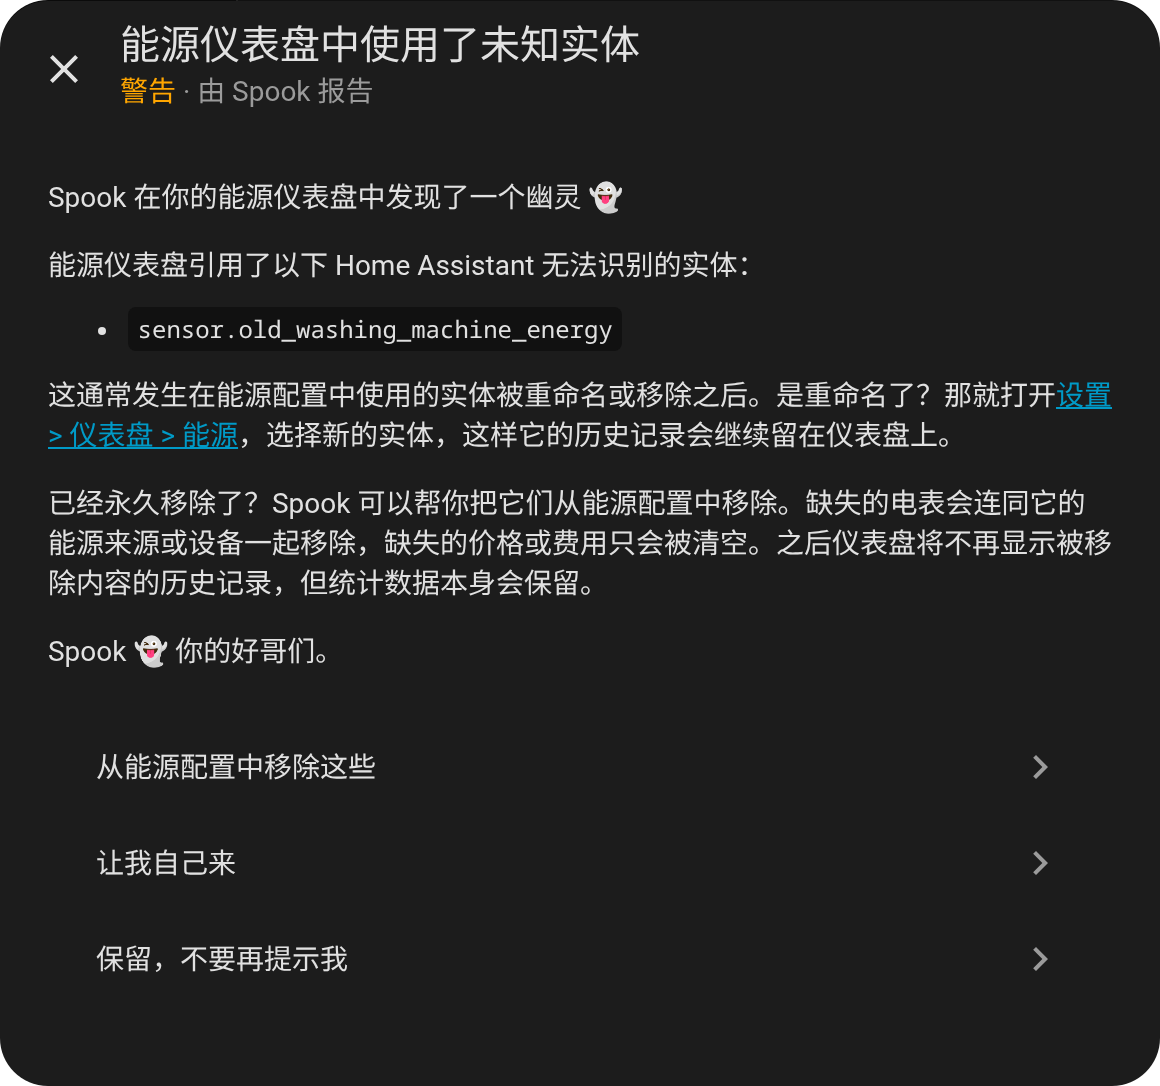 能源仪表盘中使用了未知实体
警告 · 由 Spook 报告
Spook 在你的能源仪表盘中发现了一个幽灵 👻
能源仪表盘引用了以下 Home Assistant 无法识别的实体：
• sensor.old_washing_machine_energy
这通常发生在能源配置中使用的实体被重命名或移除之后。是重命名了？那就打开设置
> 仪表盘 > 能源，选择新的实体，这样它的历史记录会继续留在仪表盘上。
已经永久移除了？Spook 可以帮你把它们从能源配置中移除。缺失的电表会连同它的
能源来源或设备一起移除，缺失的价格或费用只会被清空。之后仪表盘将不再显示被移
除内容的历史记录，但统计数据本身会保留。
Spook 👻 你的好哥们。
从能源配置中移除这些
让我自己来
保留，不要再提示我